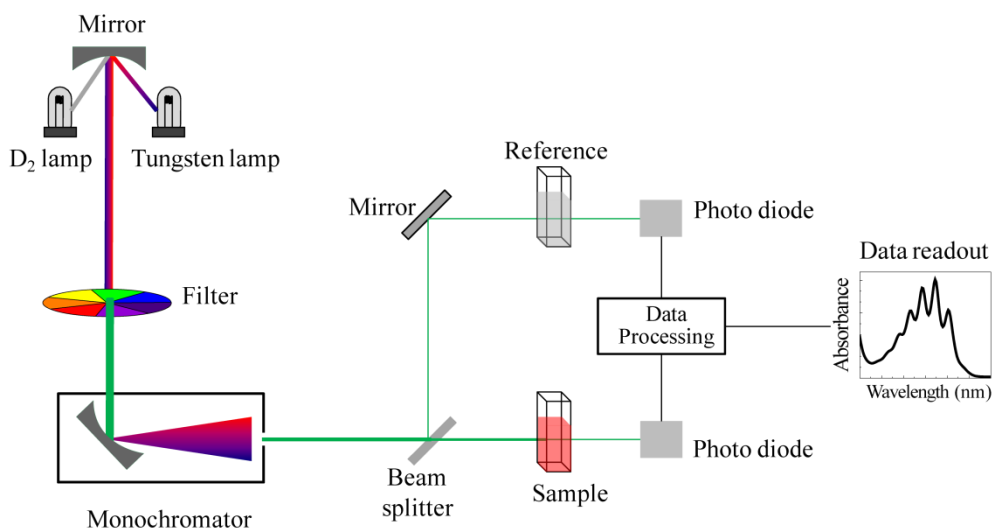 Mirror
D₂ lamp
Tungsten lamp
Filter
Monochromator
Mirror
Reference
Photo diode
Data
Processing
Beam
splitter
Sample
Photo diode
Data readout
Absorbance
Wavelength (nm)